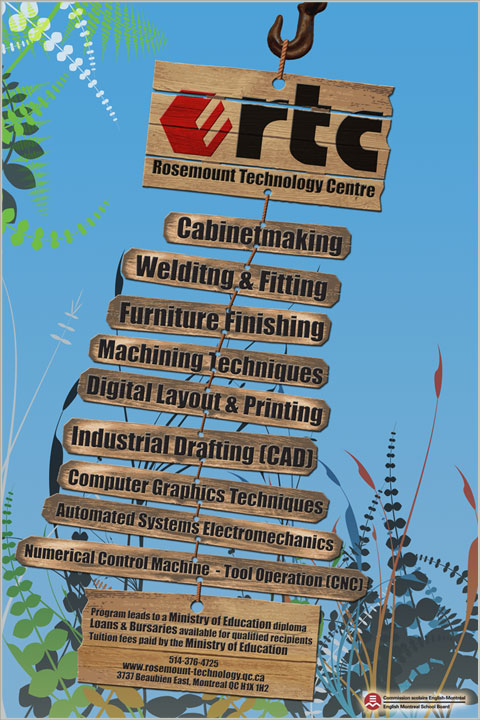 rtc
Rosemount Technology Centre
Cabinetmaking
Welditng & Fitting
Furniture Finishing
Machining Techniques
Digital Layout & Printing
Industrial Drafting (CAD)
Computer Graphics Techniques
Automated Systems Electromechanics
Numerical Control Machine - Tool Operation (CNC)
Program leads to a Ministry of Education diploma
Loans & Bursaries available for qualified recipients
Tuition fees paid by the Ministry of Education
514-376-4725
www.rosemount-technology.qc.ca
3737 Beaubien East, Montreal QC H1X 1H2
Commission scolaire English-Montréal
English Montreal School Board